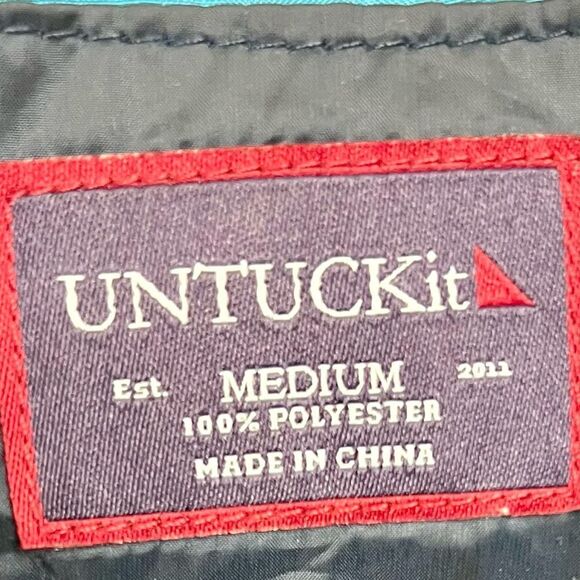 UNTUCKit
Est. MEDIUM 2011
100% POLYESTER
MADE IN CHINA